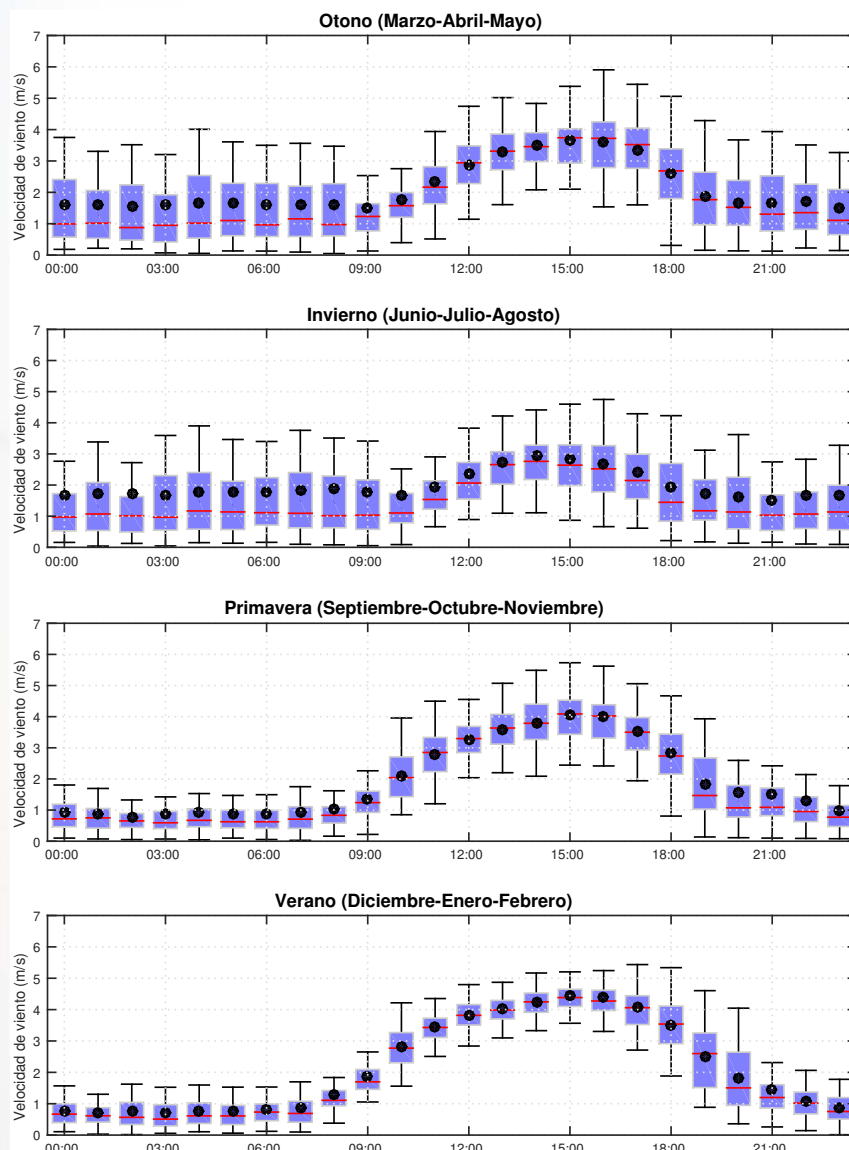 Otono (Marzo-Abril-Mayo)
Velocidad de viento (m/s)
7
6
5
4
3
2
1
0
00:00 03:00 06:00 09:00 12:00 15:00 18:00 21:00
Invierno (Junio-Julio-Agosto)
Velocidad de viento (m/s)
7
6
5
4
3
2
1
0
00:00 03:00 06:00 09:00 12:00 15:00 18:00 21:00
Primavera (Septiembre-Octubre-Noviembre)
Velocidad de viento (m/s)
7
6
5
4
3
2
1
0
00:00 03:00 06:00 09:00 12:00 15:00 18:00 21:00
Verano (Diciembre-Enero-Febrero)
Velocidad de viento (m/s)
7
6
5
4
3
2
1
0
00:00 03:00 06:00 09:00 12:00 15:00 18:00 21:00